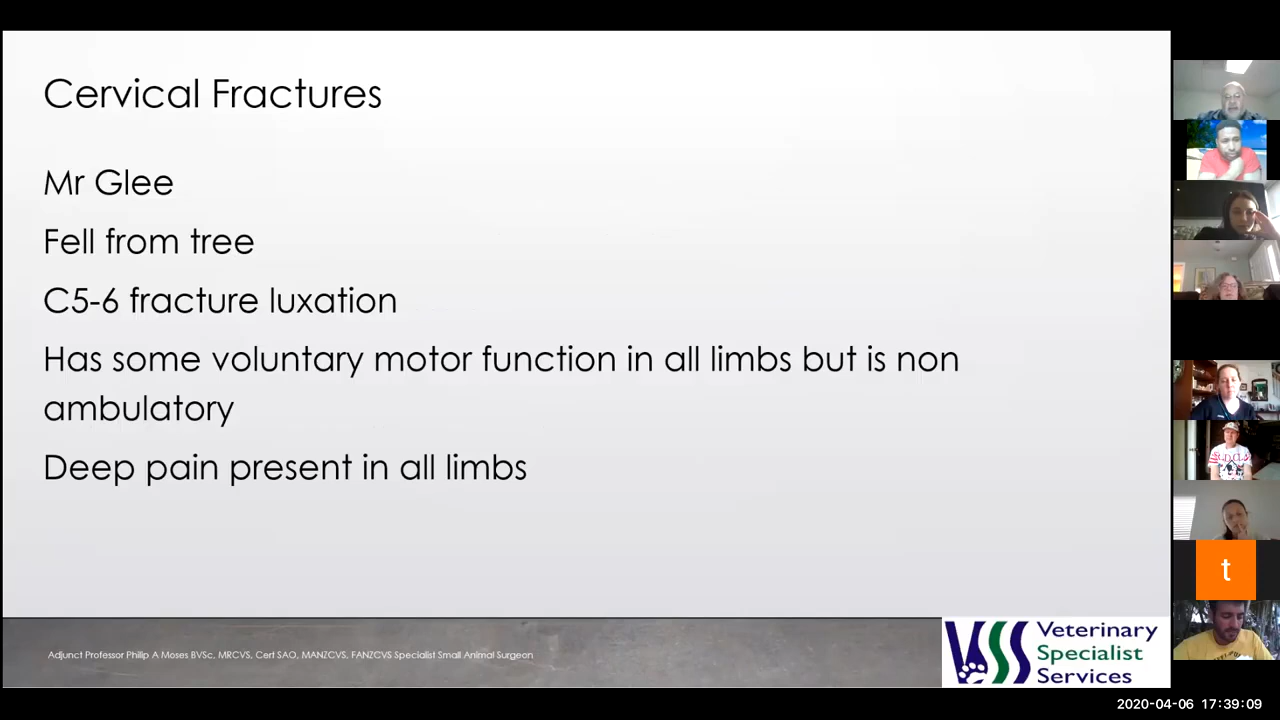 Cervical Fractures
Mr Glee
Fell from tree
C5-6 fracture luxation
Has some voluntary motor function in all limbs but is non
ambulatory
Deep pain present in all limbs
Adjunct Professor Philip A Moses BVSc, MRCVS, Cert SAO, MANZCVS, FANZCVS Specialist Small Animal Surgeon
VSS
Veterinary
Specialist
Services
t
2020-04-06 17:39:09